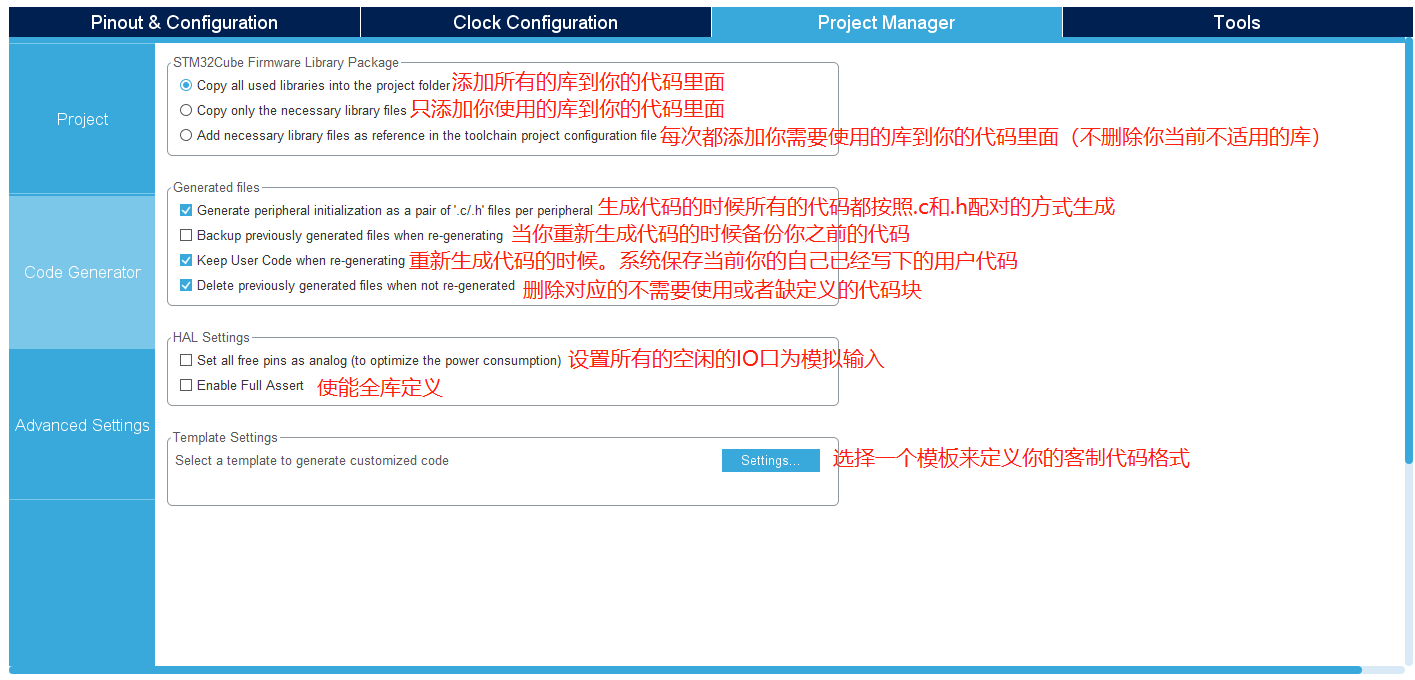 Pinout & Configuration
Clock Configuration
Project Manager
Tools
Project
Code Generator
Advanced Settings
STM32Cube Firmware Library Package
Copy all used libraries into the project folder 添加所有的库到你的代码里面
Copy only the necessary library files 只添加你使用的库到你的代码里面
Add necessary library files as reference in the toolchain project configuration file 每次都添加你需要使用的库到你的代码里面（不删除你当前不适用的库）
Generated files
Generate peripheral initialization as a pair of '.c/.h' files per peripheral 生成代码的时候所有的代码都按照.c和.h配对的方式生成
Backup previously generated files when re-generating 当你重新生成代码的时候备份你之前的代码
Keep User Code when re-generating 重新生成代码的时候。系统保存当前你的自己已经写下的用户代码
Delete previously generated files when not re-generated 删除对应的不需要使用或者缺定义的代码块
HAL Settings
Set all free pins as analog (to optimize the power consumption) 设置所有的空闲的IO口为模拟输入
Enable Full Assert 使能全库定义
Template Settings
Select a template to generate customized code
Settings... 选择一个模板来定义你的客制代码格式